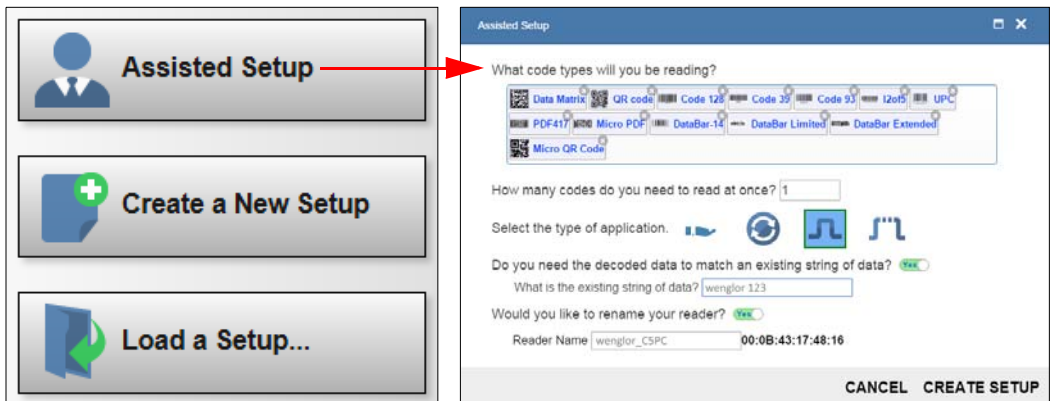 Assisted Setup
Create a New Setup
Load a Setup...
Assisted Setup
What code types will you be reading?
Data Matrix QR code Code 128 Code 39 Code 93 I2of5 UPC
PDF417 Micro PDF DataBar-14 DataBar Limited DataBar Extended
Micro QR Code
How many codes do you need to read at once? 1
Select the type of application.
Do you need the decoded data to match an existing string of data? Yes
What is the existing string of data? wenglor 123
Would you like to rename your reader? Yes
Reader Name wenglor_C5PC 00:0B:43:17:48:16
CANCEL CREATE SETUP